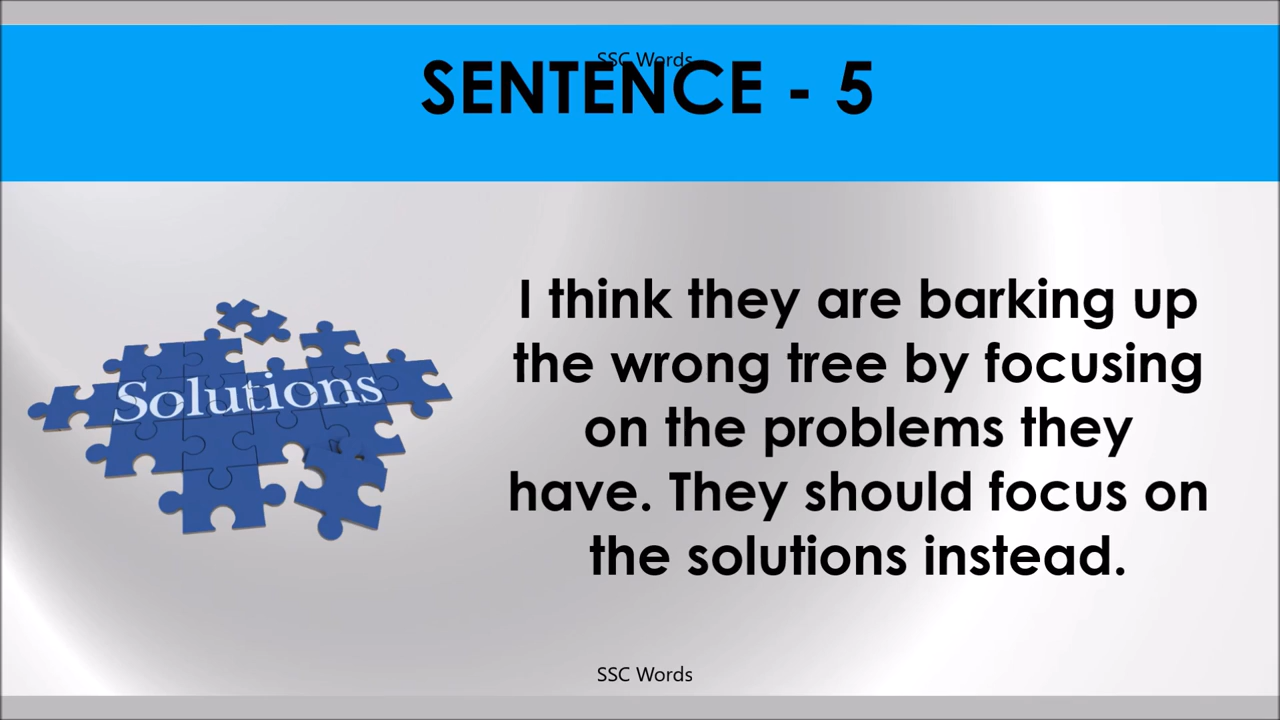 SSC Words
SENTENCE - 5
Solutions
I think they are barking up
the wrong tree by focusing
on the problems they
have. They should focus on
the solutions instead.
SSC Words